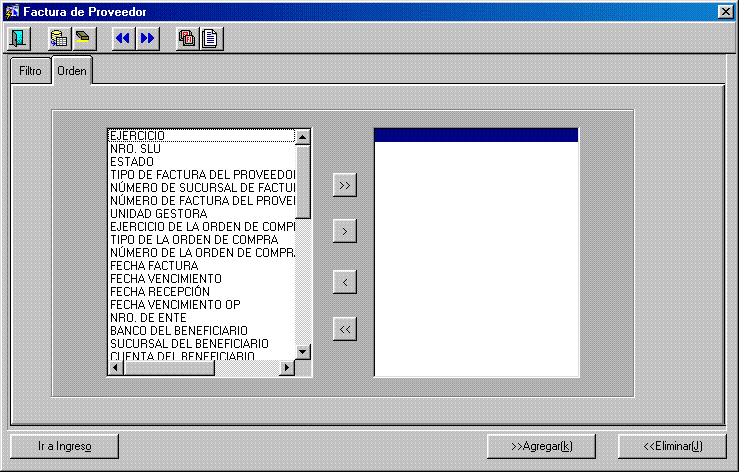 Factura de Proveedor
Filtro
Orden
EJERCICIO
NRO. SLU
ESTADO
TIPO DE FACTURA DEL PROVEEDOR
NÚMERO DE SUCURSAL DE FACTU
NÚMERO DE FACTURA DEL PROVE
UNIDAD GESTORA
EJERCICIO DE LA ORDEN DE COMP
TIPO DE LA ORDEN DE COMPRA
NÚMERO DE LA ORDEN DE COMPR
FECHA FACTURA
FECHA VENCIMIENTO
FECHA RECEPCIÓN
FECHA VENCIMIENTO OP
NRO. DE ENTE
BANCO DEL BENEFICIARIO
SUCURSAL DEL BENEFICIARIO
CUENTA DEL BENEFICIARIO
>>
>
<
<<
Ir a Ingreso
>>Agregar(k)
<<Eliminar(J)